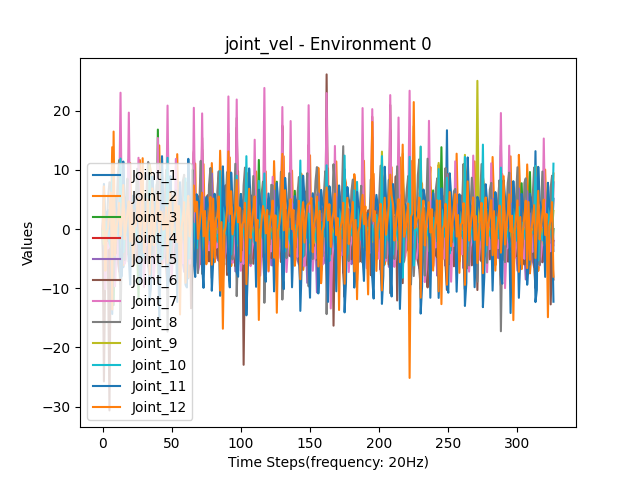 joint_vel - Environment 0
Values
20
10
0
−10
−20
−30
Joint_1
Joint_2
Joint_3
Joint_4
Joint_5
Joint_6
Joint_7
Joint_8
Joint_9
Joint_10
Joint_11
Joint_12
0 50 100 150 200 250 300
Time Steps(frequency: 20Hz)